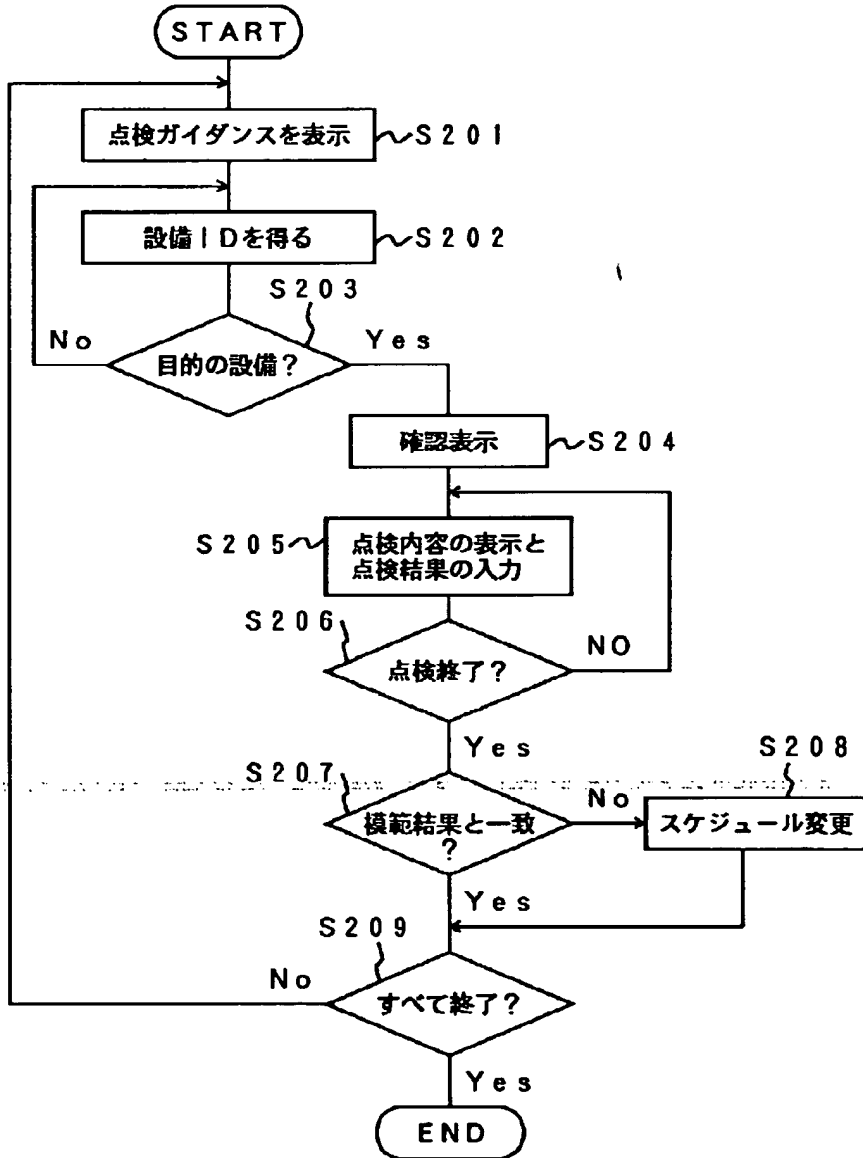 START
点検ガイダンスを表示
S201
設備IDを得る
S202
S203
No
目的の設備?
Yes
確認表示
S204
S205
点検内容の表示と
点検結果の入力
S206
点検終了?
NO
Yes
S207
模範結果と一致
?
No
S208
スケジュール変更
Yes
S209
No
すべて終了?
Yes
END